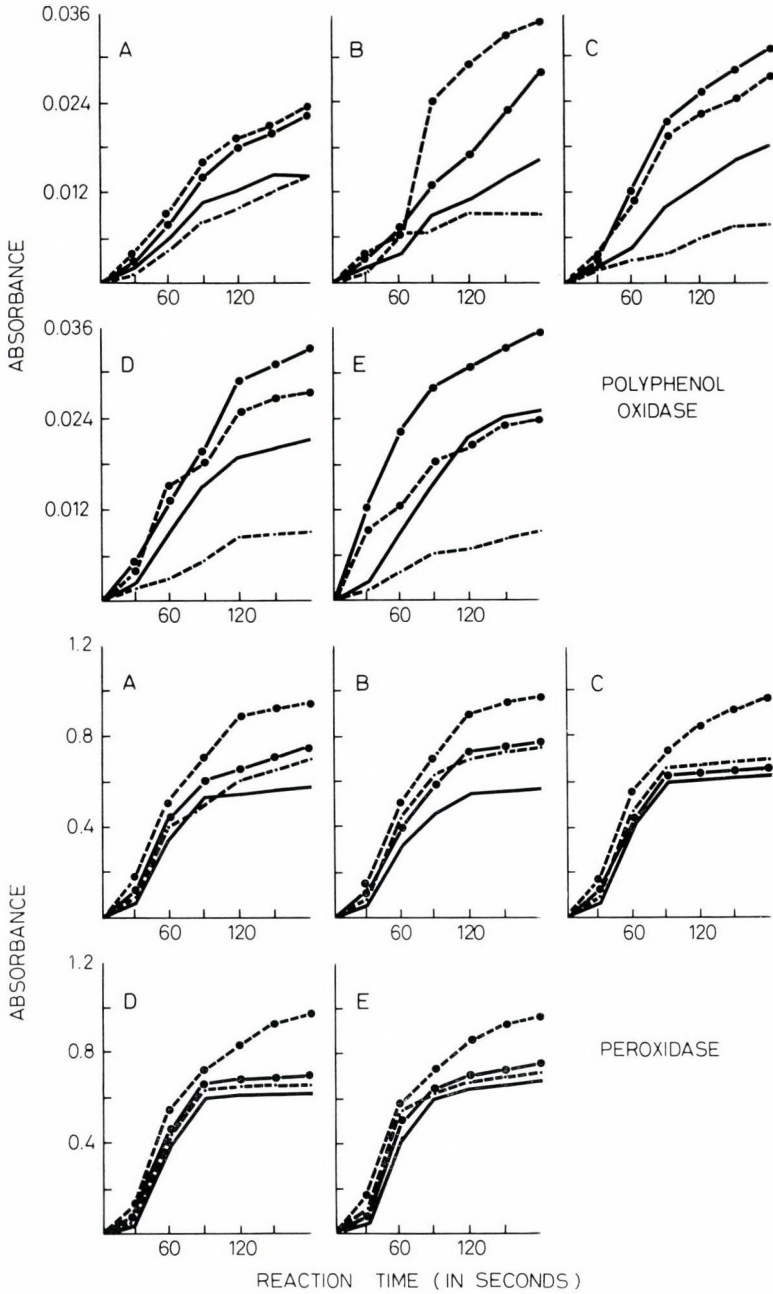 0.036
A
B
C
0.024
0.012
60
120
60
120
60
120
ABSORBANCE
0.036
D
E
POLYPHENOL
OXIDASE
0.024
0.012
60
120
60
120
1.2
A
B
C
0.8
0.4
60
120
60
120
60
120
ABSORBANCE
1.2
D
E
PEROXIDASE
0.8
0.4
60
120
60
120
REACTION TIME (IN SECONDS)